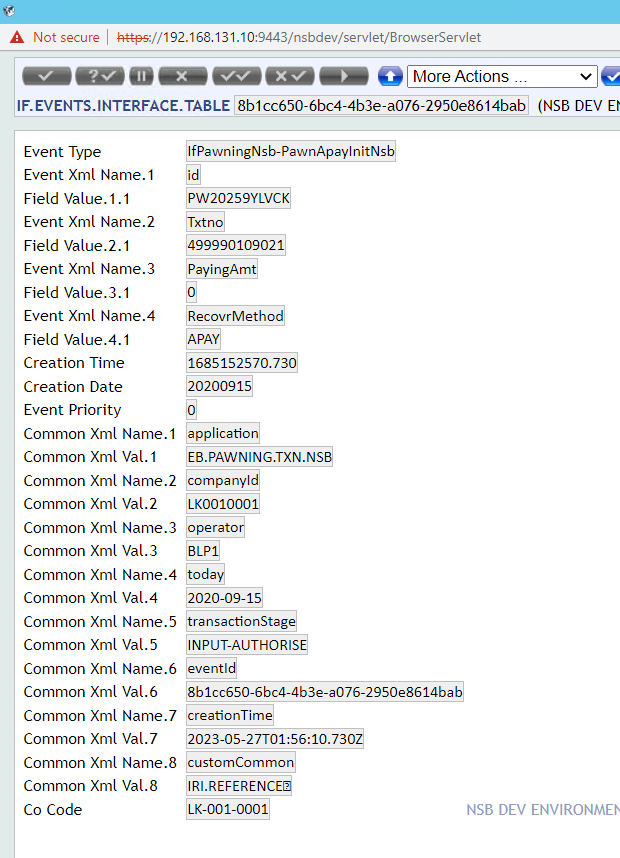 Not secure | https://192.168.131.10:9443/nsbdev/servlet/BrowserServlet
More Actions ...
IF.EVENTS.INTERFACE.TABLE 8b1cc650-6bc4-4b3e-a076-2950e8614bab (NSB DEV EN
Event Type IfPawningNsb-PawnApayInitNsb
Event Xml Name.1 id
Field Value.1.1 PW20259YLVCK
Event Xml Name.2 Txtno
Field Value.2.1 499990109021
Event Xml Name.3 PayingAmt
Field Value.3.1 0
Event Xml Name.4 RecovrMethod
Field Value.4.1 APAY
Creation Time 1685152570.730
Creation Date 20200915
Event Priority 0
Common Xml Name.1 application
Common Xml Val.1 EB.PAWNING.TXN.NSB
Common Xml Name.2 companyId
Common Xml Val.2 LK0010001
Common Xml Name.3 operator
Common Xml Val.3 BLP1
Common Xml Name.4 today
Common Xml Val.4 2020-09-15
Common Xml Name.5 transactionStage
Common Xml Val.5 INPUT-AUTHORISE
Common Xml Name.6 eventId
Common Xml Val.6 8b1cc650-6bc4-4b3e-a076-2950e8614bab
Common Xml Name.7 creationTime
Common Xml Val.7 2023-05-27T01:56:10.730Z
Common Xml Name.8 customCommon
Common Xml Val.8 IRI.REFERENCE
Co Code LK-001-0001 NSB DEV ENVIRONMEN